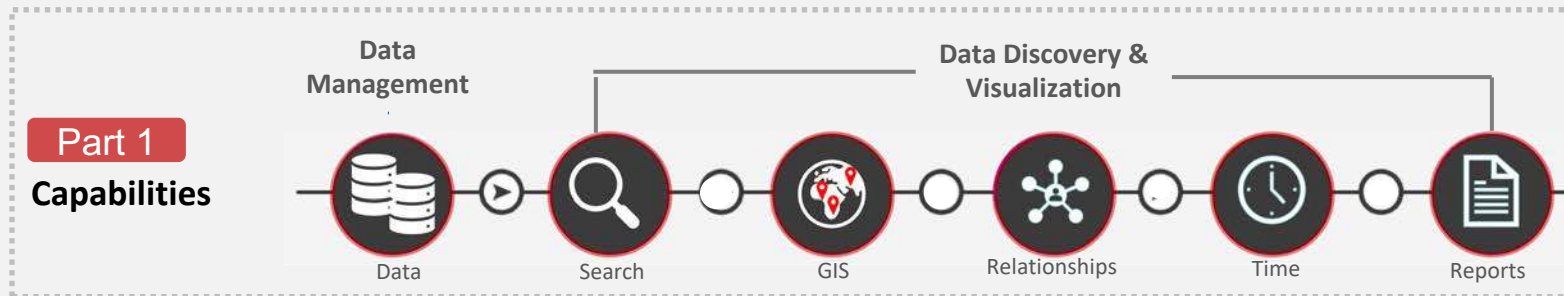 Data
Management
Data Discovery &
Visualization
Part 1
Capabilities
Data
Search
GIS
Relationships
Time
Reports